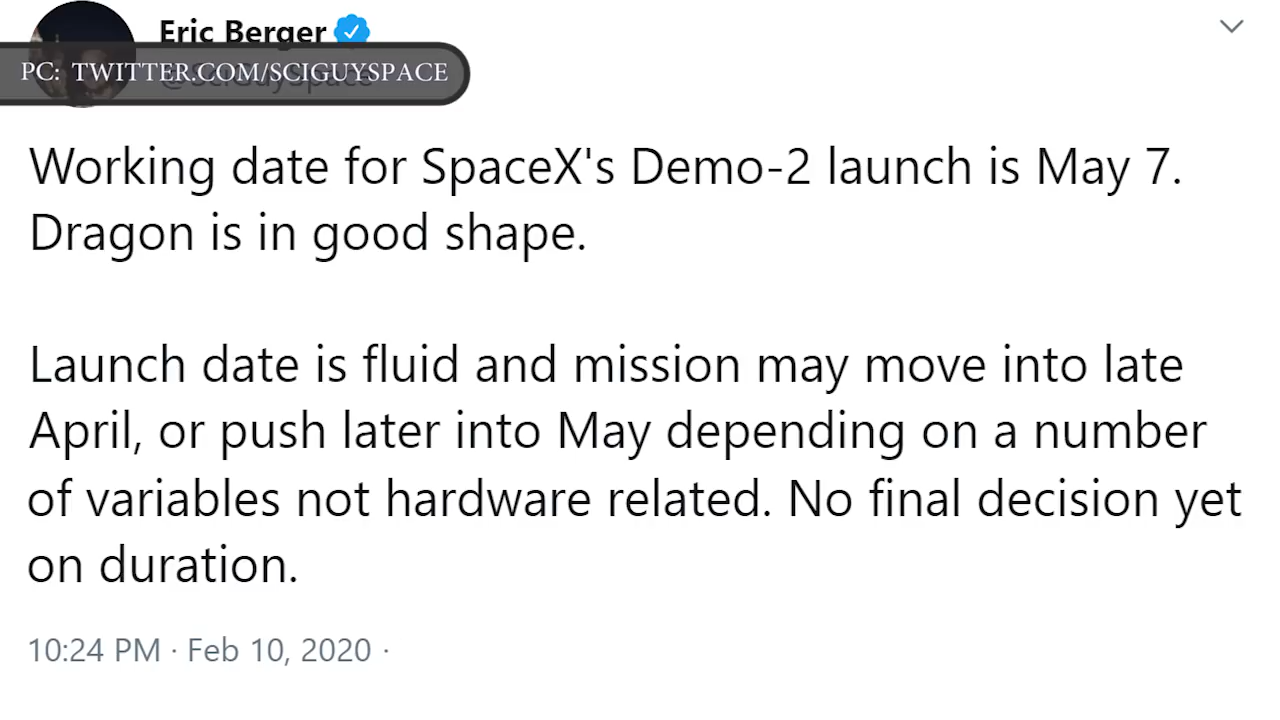 Eric Berger
PC: TWITTER.COM/SCIGUYSPACE
@SciGuySpace
Working date for SpaceX's Demo-2 launch is May 7.
Dragon is in good shape.
Launch date is fluid and mission may move into late
April, or push later into May depending on a number
of variables not hardware related. No final decision yet
on duration.
10:24 PM · Feb 10, 2020 ·